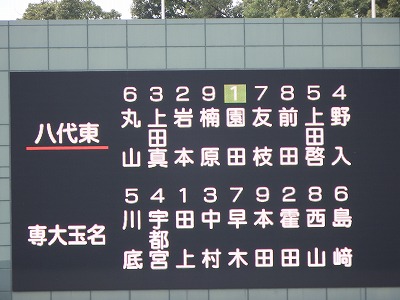 6 3 2 9 1 7 8 5 4
八代東 丸山 上田真 岩本 楠原 園田 友枝 前田 上田啓 野入
5 4 1 3 7 9 2 8 6
専大玉名 川底 宇都宮 田上 中村 早木 本田 霍田 西山 島﨑